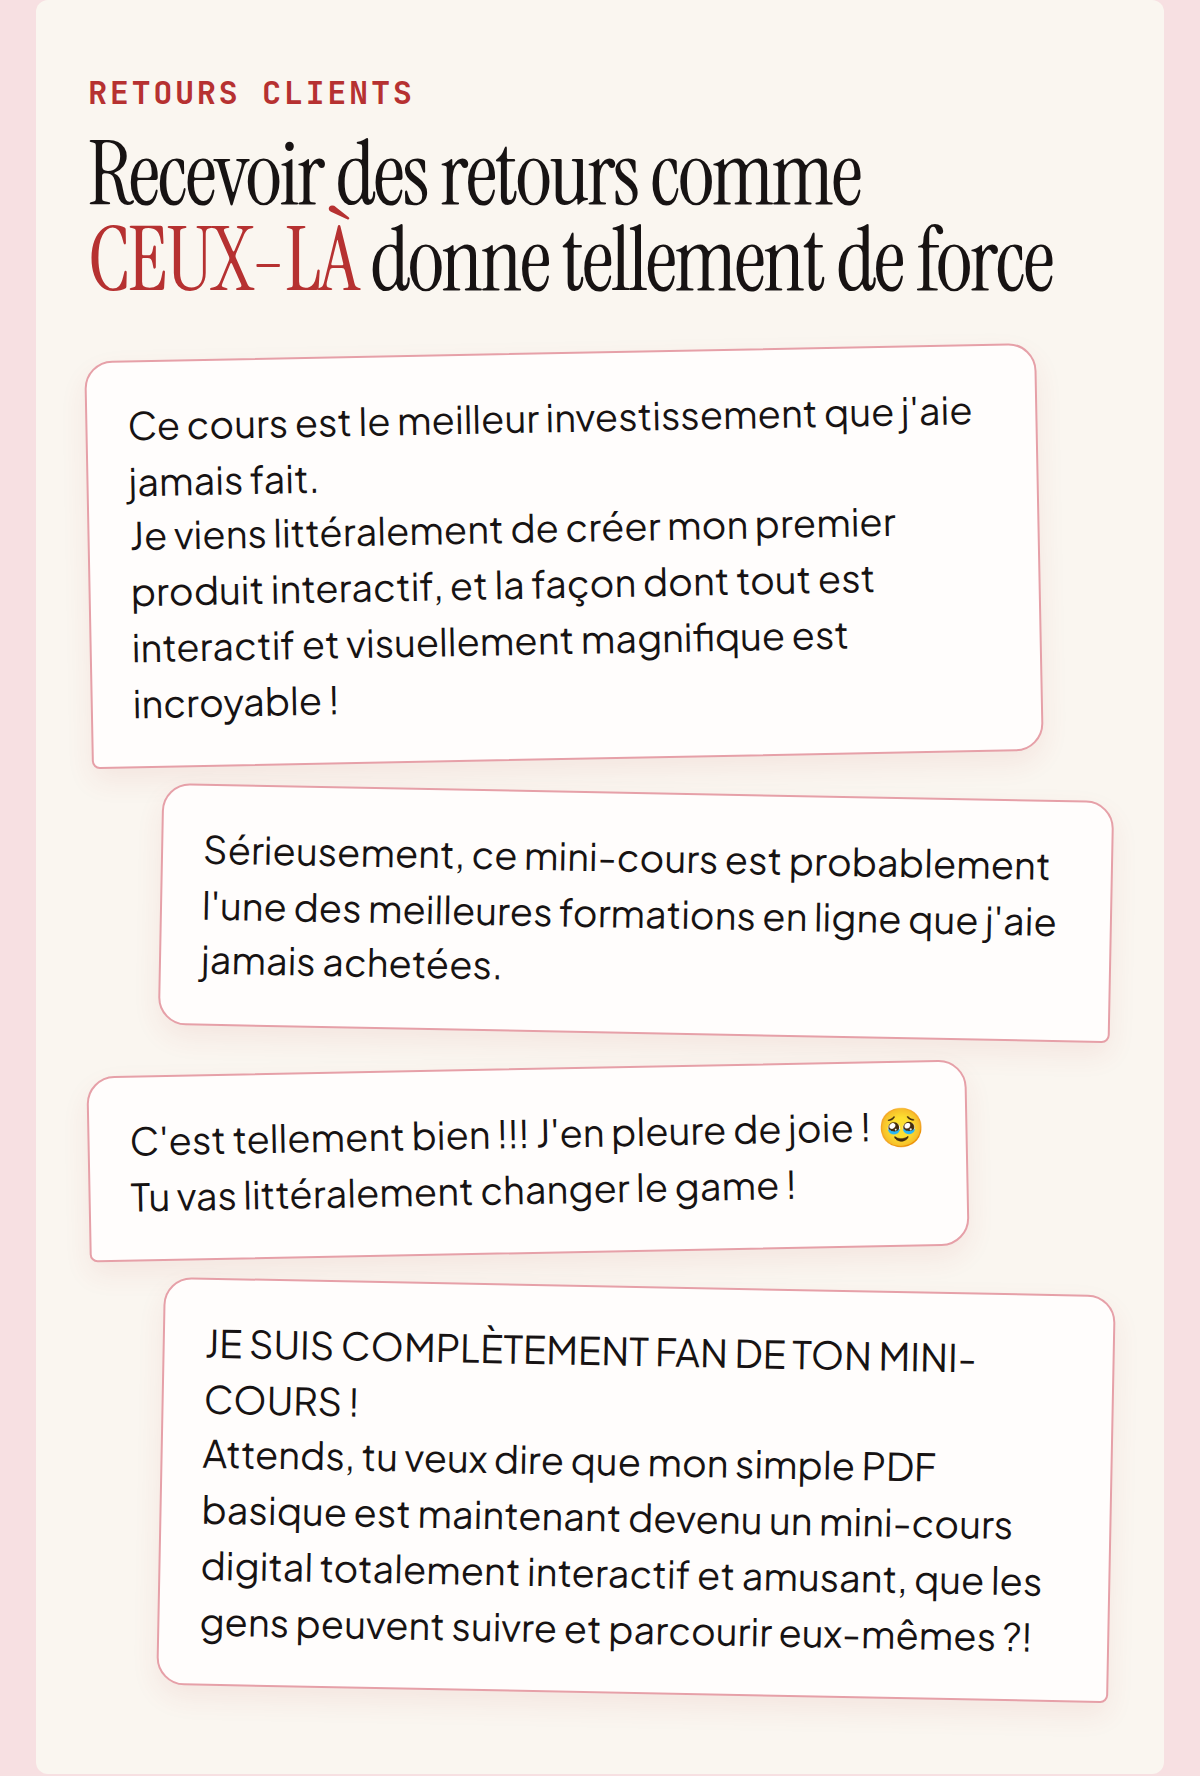 RETOURS CLIENTS
Recevoir des retours comme
CEUX-LÀ donne tellement de force
Ce cours est le meilleur investissement que j'aie
jamais fait.
Je viens littéralement de créer mon premier
produit interactif, et la façon dont tout est
interactif et visuellement magnifique est
incroyable !
Sérieusement, ce mini-cours est probablement
l'une des meilleures formations en ligne que j'aie
jamais achetées.
C'est tellement bien !!! J'en pleure de joie ! 🥹
Tu vas littéralement changer le game !
JE SUIS COMPLÈTEMENT FAN DE TON MINI-
COURS !
Attends, tu veux dire que mon simple PDF
basique est maintenant devenu un mini-cours
digital totalement interactif et amusant, que les
gens peuvent suivre et parcourir eux-mêmes ?!